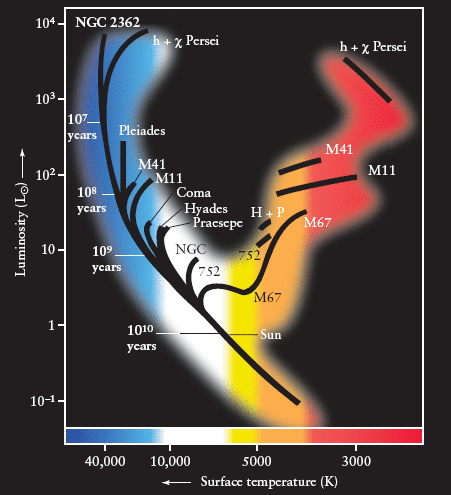 10⁴
NGC 2362
h + χ Persei
h + χ Persei
10³
10⁷
years
Pleiades
M41
M41
10²
M11
M11
10⁸
years
Coma
Hyades
H + P
Praesepe
M67
10
NGC
752
752
10⁹
years
M67
1
10¹⁰
years
Sun
10⁻¹
Luminosity (L⊙) →
40,000
10,000
5000
3000
← Surface temperature (K)